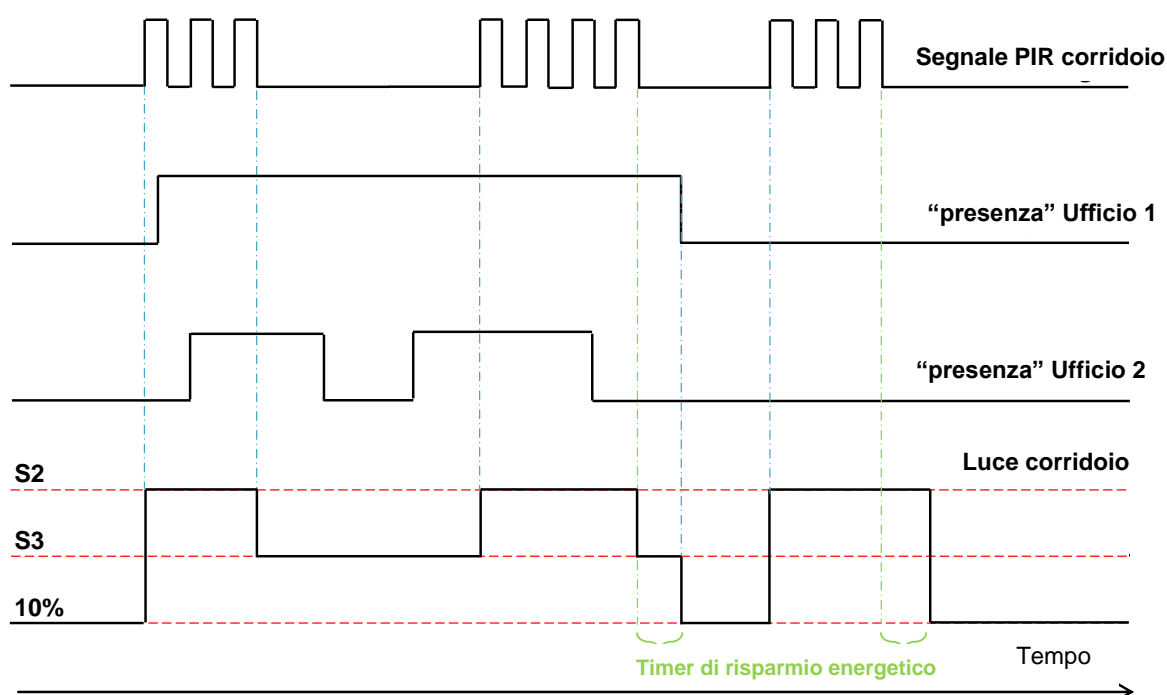 Segnale PIR corridoio
“presenza” Ufficio 1
“presenza” Ufficio 2
Luce corridoio
S2
S3
10%
Timer di risparmio energetico
Tempo